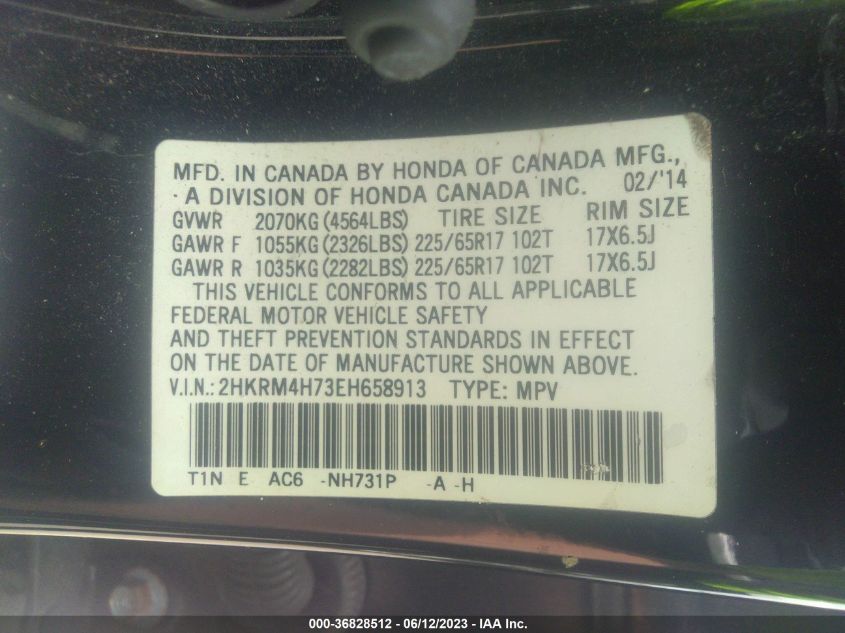 MFD. IN CANADA BY HONDA OF CANADA MFG.,
A DIVISION OF HONDA CANADA INC. 02/'14
GVWR 2070KG(4564LBS) TIRE SIZE RIM SIZE
GAWR F 1055KG(2326LBS) 225/65R17 102T 17X6.5J
GAWR R 1035KG(2282LBS) 225/65R17 102T 17X6.5J
THIS VEHICLE CONFORMS TO ALL APPLICABLE
FEDERAL MOTOR VEHICLE SAFETY
AND THEFT PREVENTION STANDARDS IN EFFECT
ON THE DATE OF MANUFACTURE SHOWN ABOVE.
V.I.N.: 2HKRM4H73EH658913 TYPE: MPV
T1N E AC6 -NH731P -A -H
000-36828512 - 06/12/2023 - IAA Inc.